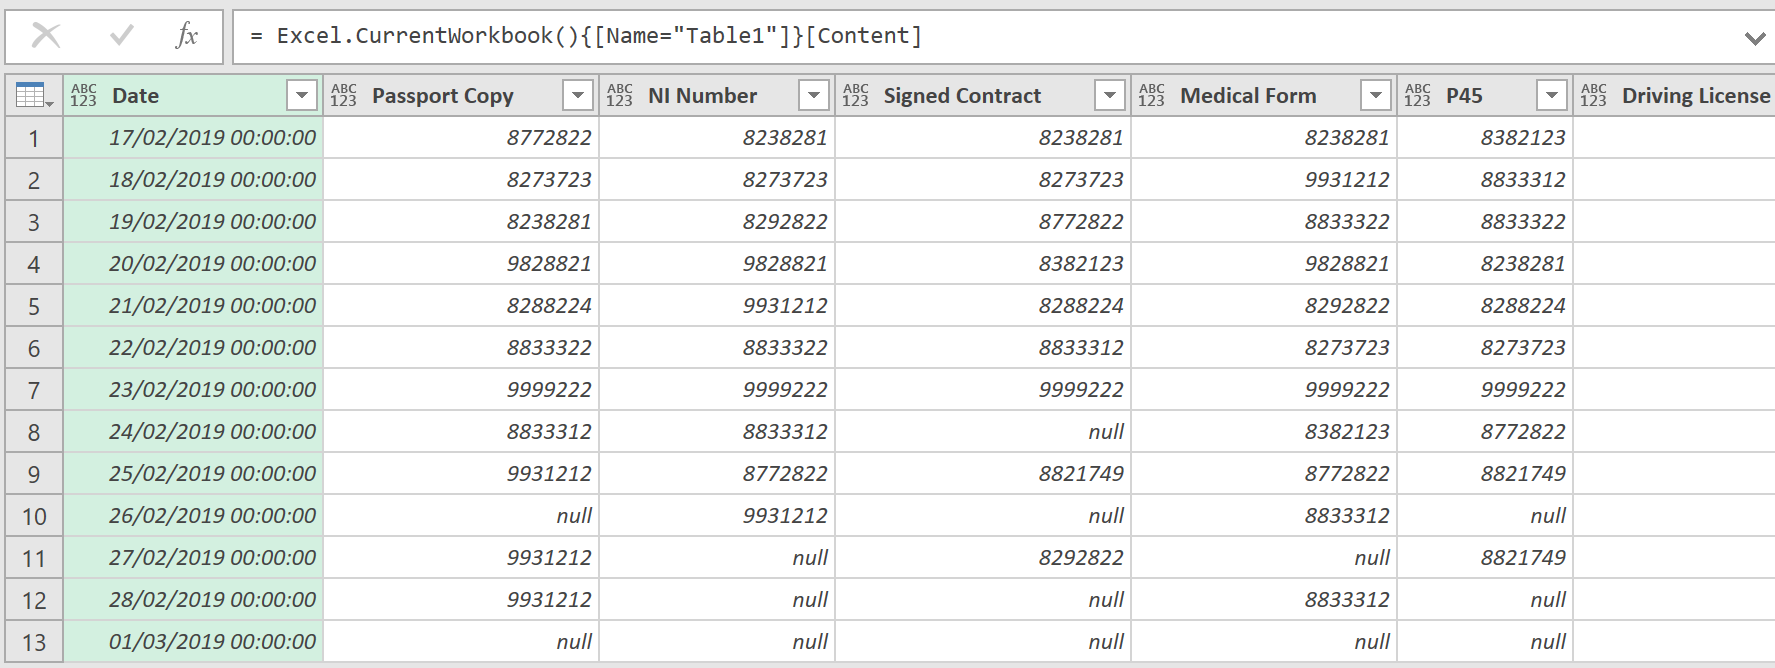 fx = Excel.CurrentWorkbook(){[Name="Table1"]}[Content]
ABC 123 Date ABC 123 Passport Copy ABC 123 NI Number ABC 123 Signed Contract ABC 123 Medical Form ABC 123 P45 ABC 123 Driving License
1 17/02/2019 00:00:00 8772822 8238281 8238281 8238281 8382123
2 18/02/2019 00:00:00 8273723 8273723 8273723 9931212 8833312
3 19/02/2019 00:00:00 8238281 8292822 8772822 8833322 8833322
4 20/02/2019 00:00:00 9828821 9828821 8382123 9828821 8238281
5 21/02/2019 00:00:00 8288224 9931212 8288224 8292822 8288224
6 22/02/2019 00:00:00 8833322 8833322 8833312 8273723 8273723
7 23/02/2019 00:00:00 9999222 9999222 9999222 9999222 9999222
8 24/02/2019 00:00:00 8833312 8833312 null 8382123 8772822
9 25/02/2019 00:00:00 9931212 8772822 8821749 8772822 8821749
10 26/02/2019 00:00:00 null 9931212 null 8833312 null
11 27/02/2019 00:00:00 9931212 null 8292822 null 8821749
12 28/02/2019 00:00:00 9931212 null null 8833312 null
13 01/03/2019 00:00:00 null null null null null